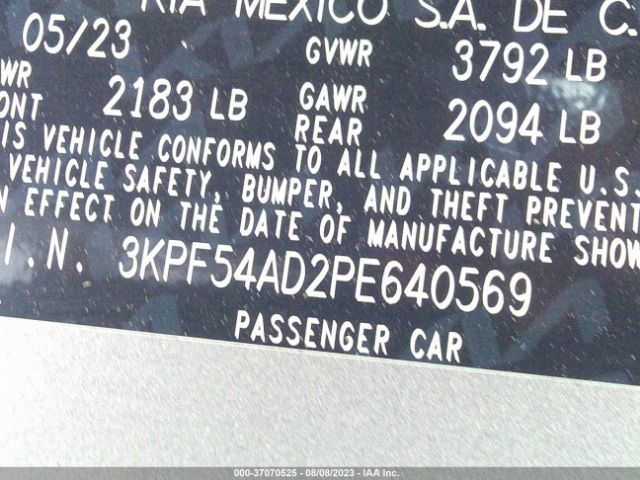 KIA MEXICO S.A. DE C.
05/23 GVWR 3792 LB
WR GAWR
ONT 2183 LB REAR 2094 LB
IS VEHICLE CONFORMS TO ALL APPLICABLE U.S.
VEHICLE SAFETY, BUMPER, AND THEFT PREVENT
N EFFECT ON THE DATE OF MANUFACTURE SHOW
I.N. 3KPF54AD2PE640569
PASSENGER CAR
000-37070525 - 08/08/2023 - IAA Inc.